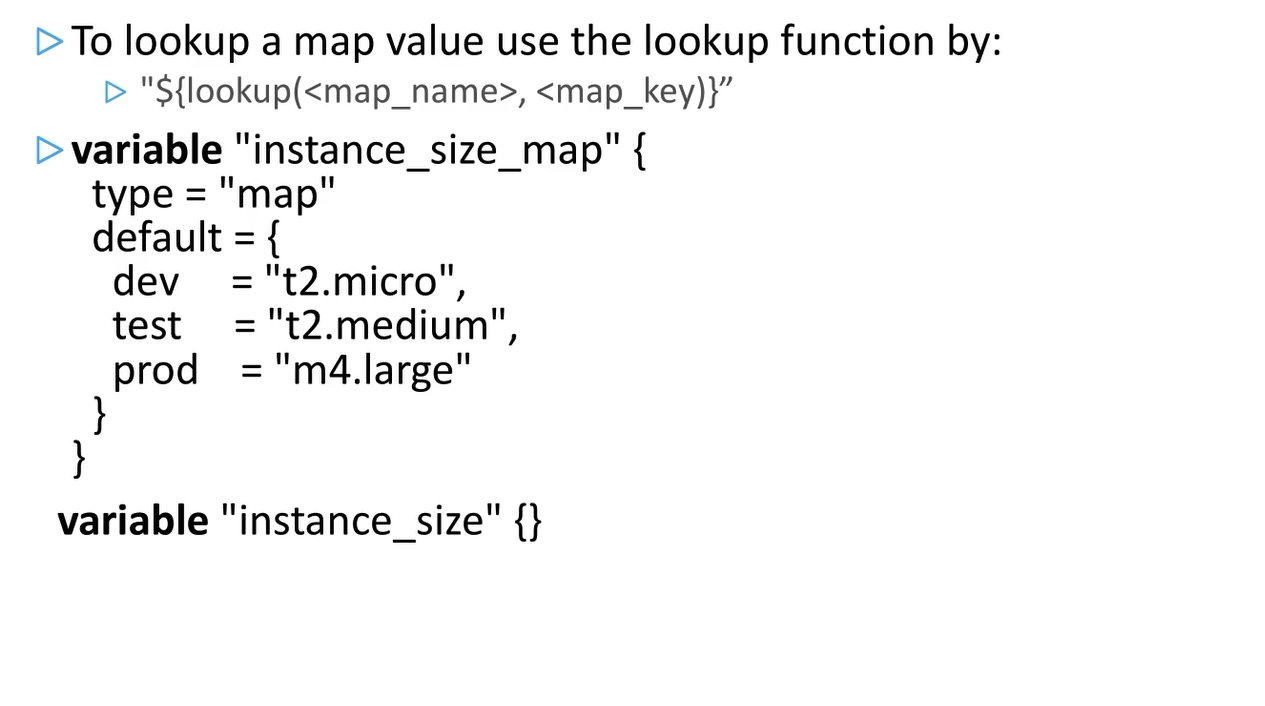 To lookup a map value use the lookup function by:
"${lookup(<map_name>, <map_key)}”
variable "instance_size_map" {
type = "map"
default = {
dev = "t2.micro",
test = "t2.medium",
prod = "m4.large"
}
}
variable "instance_size" {}